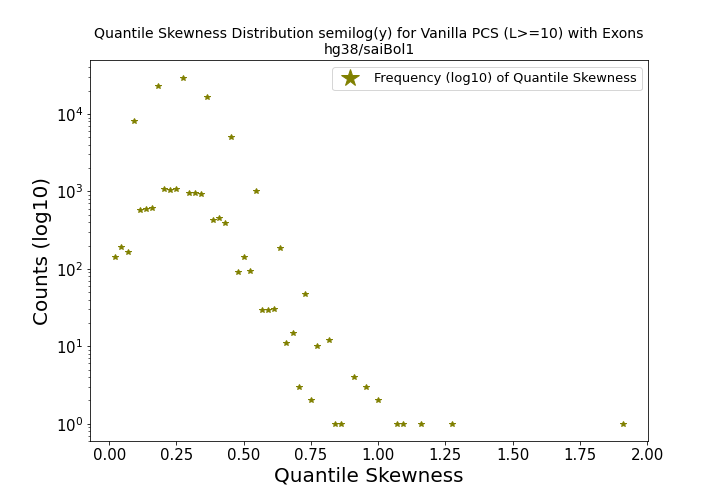 Quantile Skewness Distribution semilog(y) for Vanilla PCS (L>=10) with Exons
hg38/saiBol1
Frequency (log10) of Quantile Skewness
10^4
10^3
10^2
10^1
10^0
Counts (log10)
0.00 0.25 0.50 0.75 1.00 1.25 1.50 1.75 2.00
Quantile Skewness